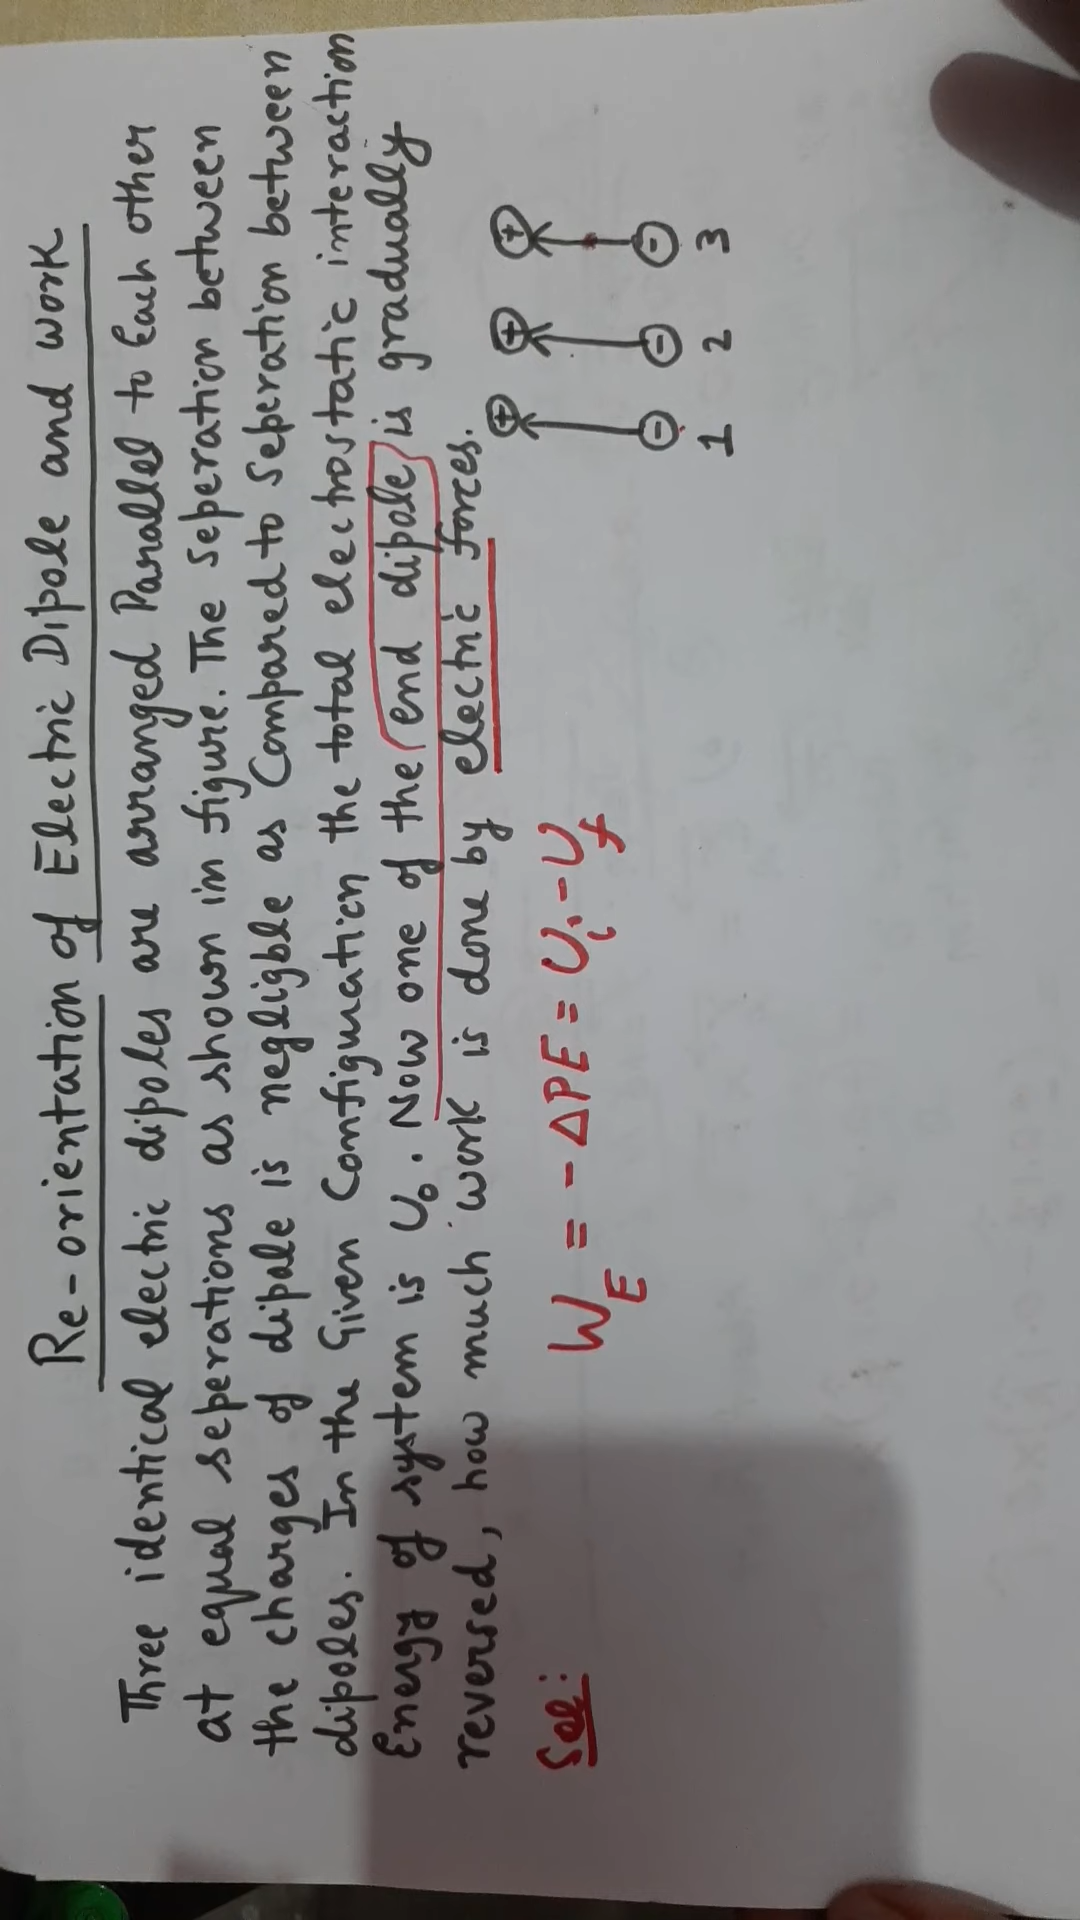 Re-orientation of Electric Dipole and work
Three identical electric dipoles are arranged Parallel to Each other
at equal seperations as shown in figure. The seperation between
the charges of dipale is negligble as Compared to Seperation between
dipoles. In the Given Configuration the total electrostatic interaction
Energy of system is U₀. Now one of the end dipole is gradually
reversed, how much work is done by electric forces.
+ + +
- - -
1 2 3
Sol: W_E = -ΔPE = U_i - U_f